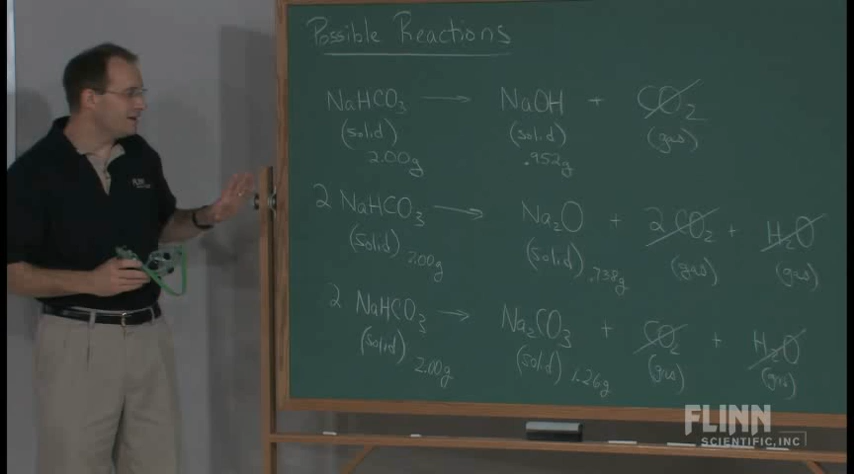 Possible Reactions
NaHCO₃ → NaOH + CO₂
(solid) (solid) (gas)
2.00g .952g
2 NaHCO₃ → Na₂O + 2 CO₂ + H₂O
(solid) 2.00g (solid) .738g (gas) (gas)
2 NaHCO₃ → Na₂CO₃ + CO₂ + H₂O
(solid) 2.00g (solid) 1.26g (gas) (gas)
FLINN
FLINN
SCIENTIFIC, INC